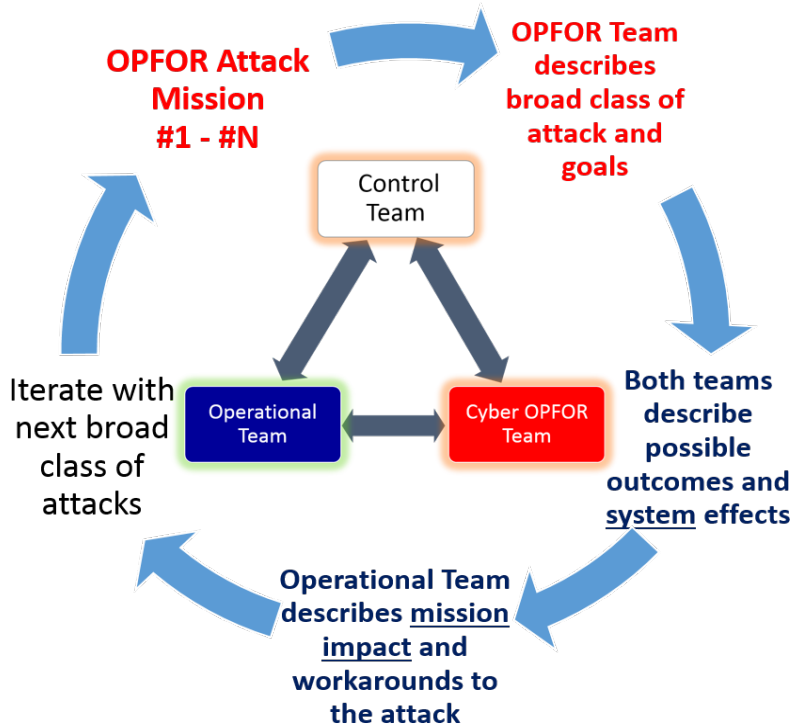 OPFOR Attack
Mission
#1 - #N
OPFOR Team
describes
broad class of
attack and
goals
Control
Team
Operational
Team
Cyber OPFOR
Team
Both teams
describe
possible
outcomes and
system effects
Operational Team
describes mission
impact and
workarounds to
the attack
Iterate with
next broad
class of
attacks